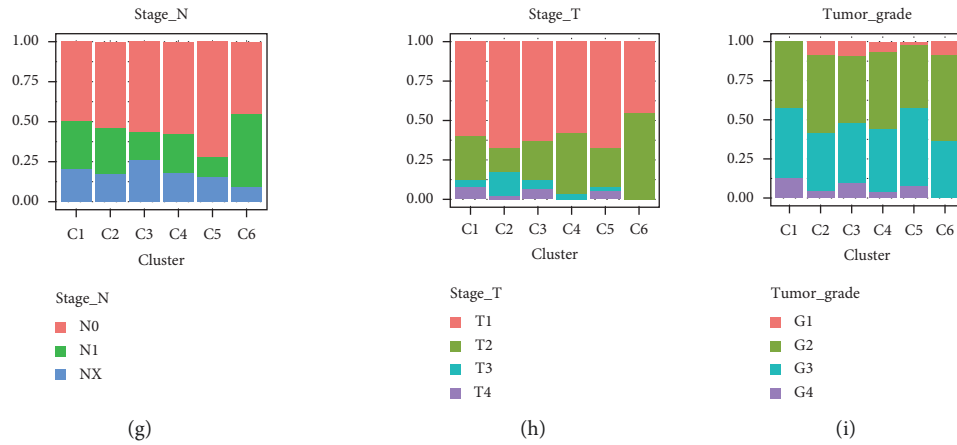 Stage_N
1.00
0.75
0.50
0.25
0.00
C1 C2 C3 C4 C5 C6
Cluster
Stage_N
N0
N1
NX
(g)
Stage_T
1.00
0.75
0.50
0.25
0.00
C1 C2 C3 C4 C5 C6
Cluster
Stage_T
T1
T2
T3
T4
(h)
Tumor_grade
1.00
0.75
0.50
0.25
0.00
C1 C2 C3 C4 C5 C6
Cluster
Tumor_grade
G1
G2
G3
G4
(i)